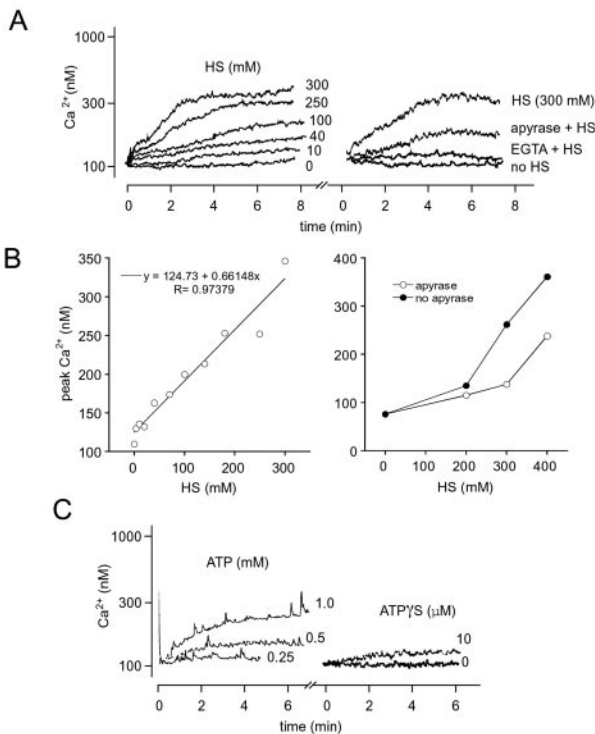 A
Ca 2+ (nM)
1000
300
100
HS (mM)
300
250
100
40
10
0
HS (300 mM)
apyrase + HS
EGTA + HS
no HS
0 2 4 6 8 0 2 4 6 8
time (min)
B
peak Ca2+ (nM)
350
300
250
200
150
100
y = 124.73 + 0.66148x
R= 0.97379
0 100 200 300
HS (mM)
400
300
200
100
0
apyrase
no apyrase
0 100 200 300 400
HS (mM)
C
Ca2+ (nM)
1000
300
100
ATP (mM)
1.0
0.5
0.25
ATPγS (μM)
10
0
0 2 4 6 0 2 4 6
time (min)